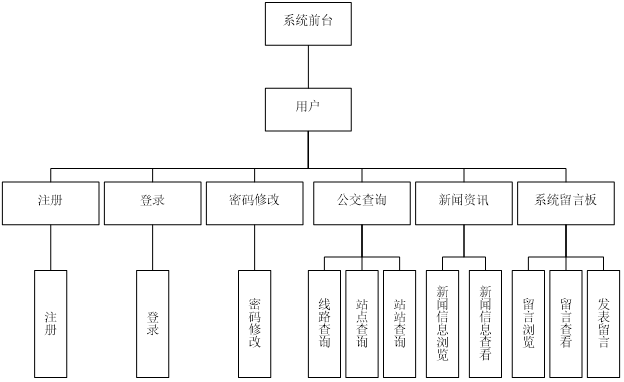 系统前台
用户
注册
登录
密码修改
公交查询
新闻资讯
系统留言板
注册
登录
密码修改
线路查询
站点查询
站站查询
新闻信息浏览
新闻信息查看
留言浏览
留言查看
发表留言